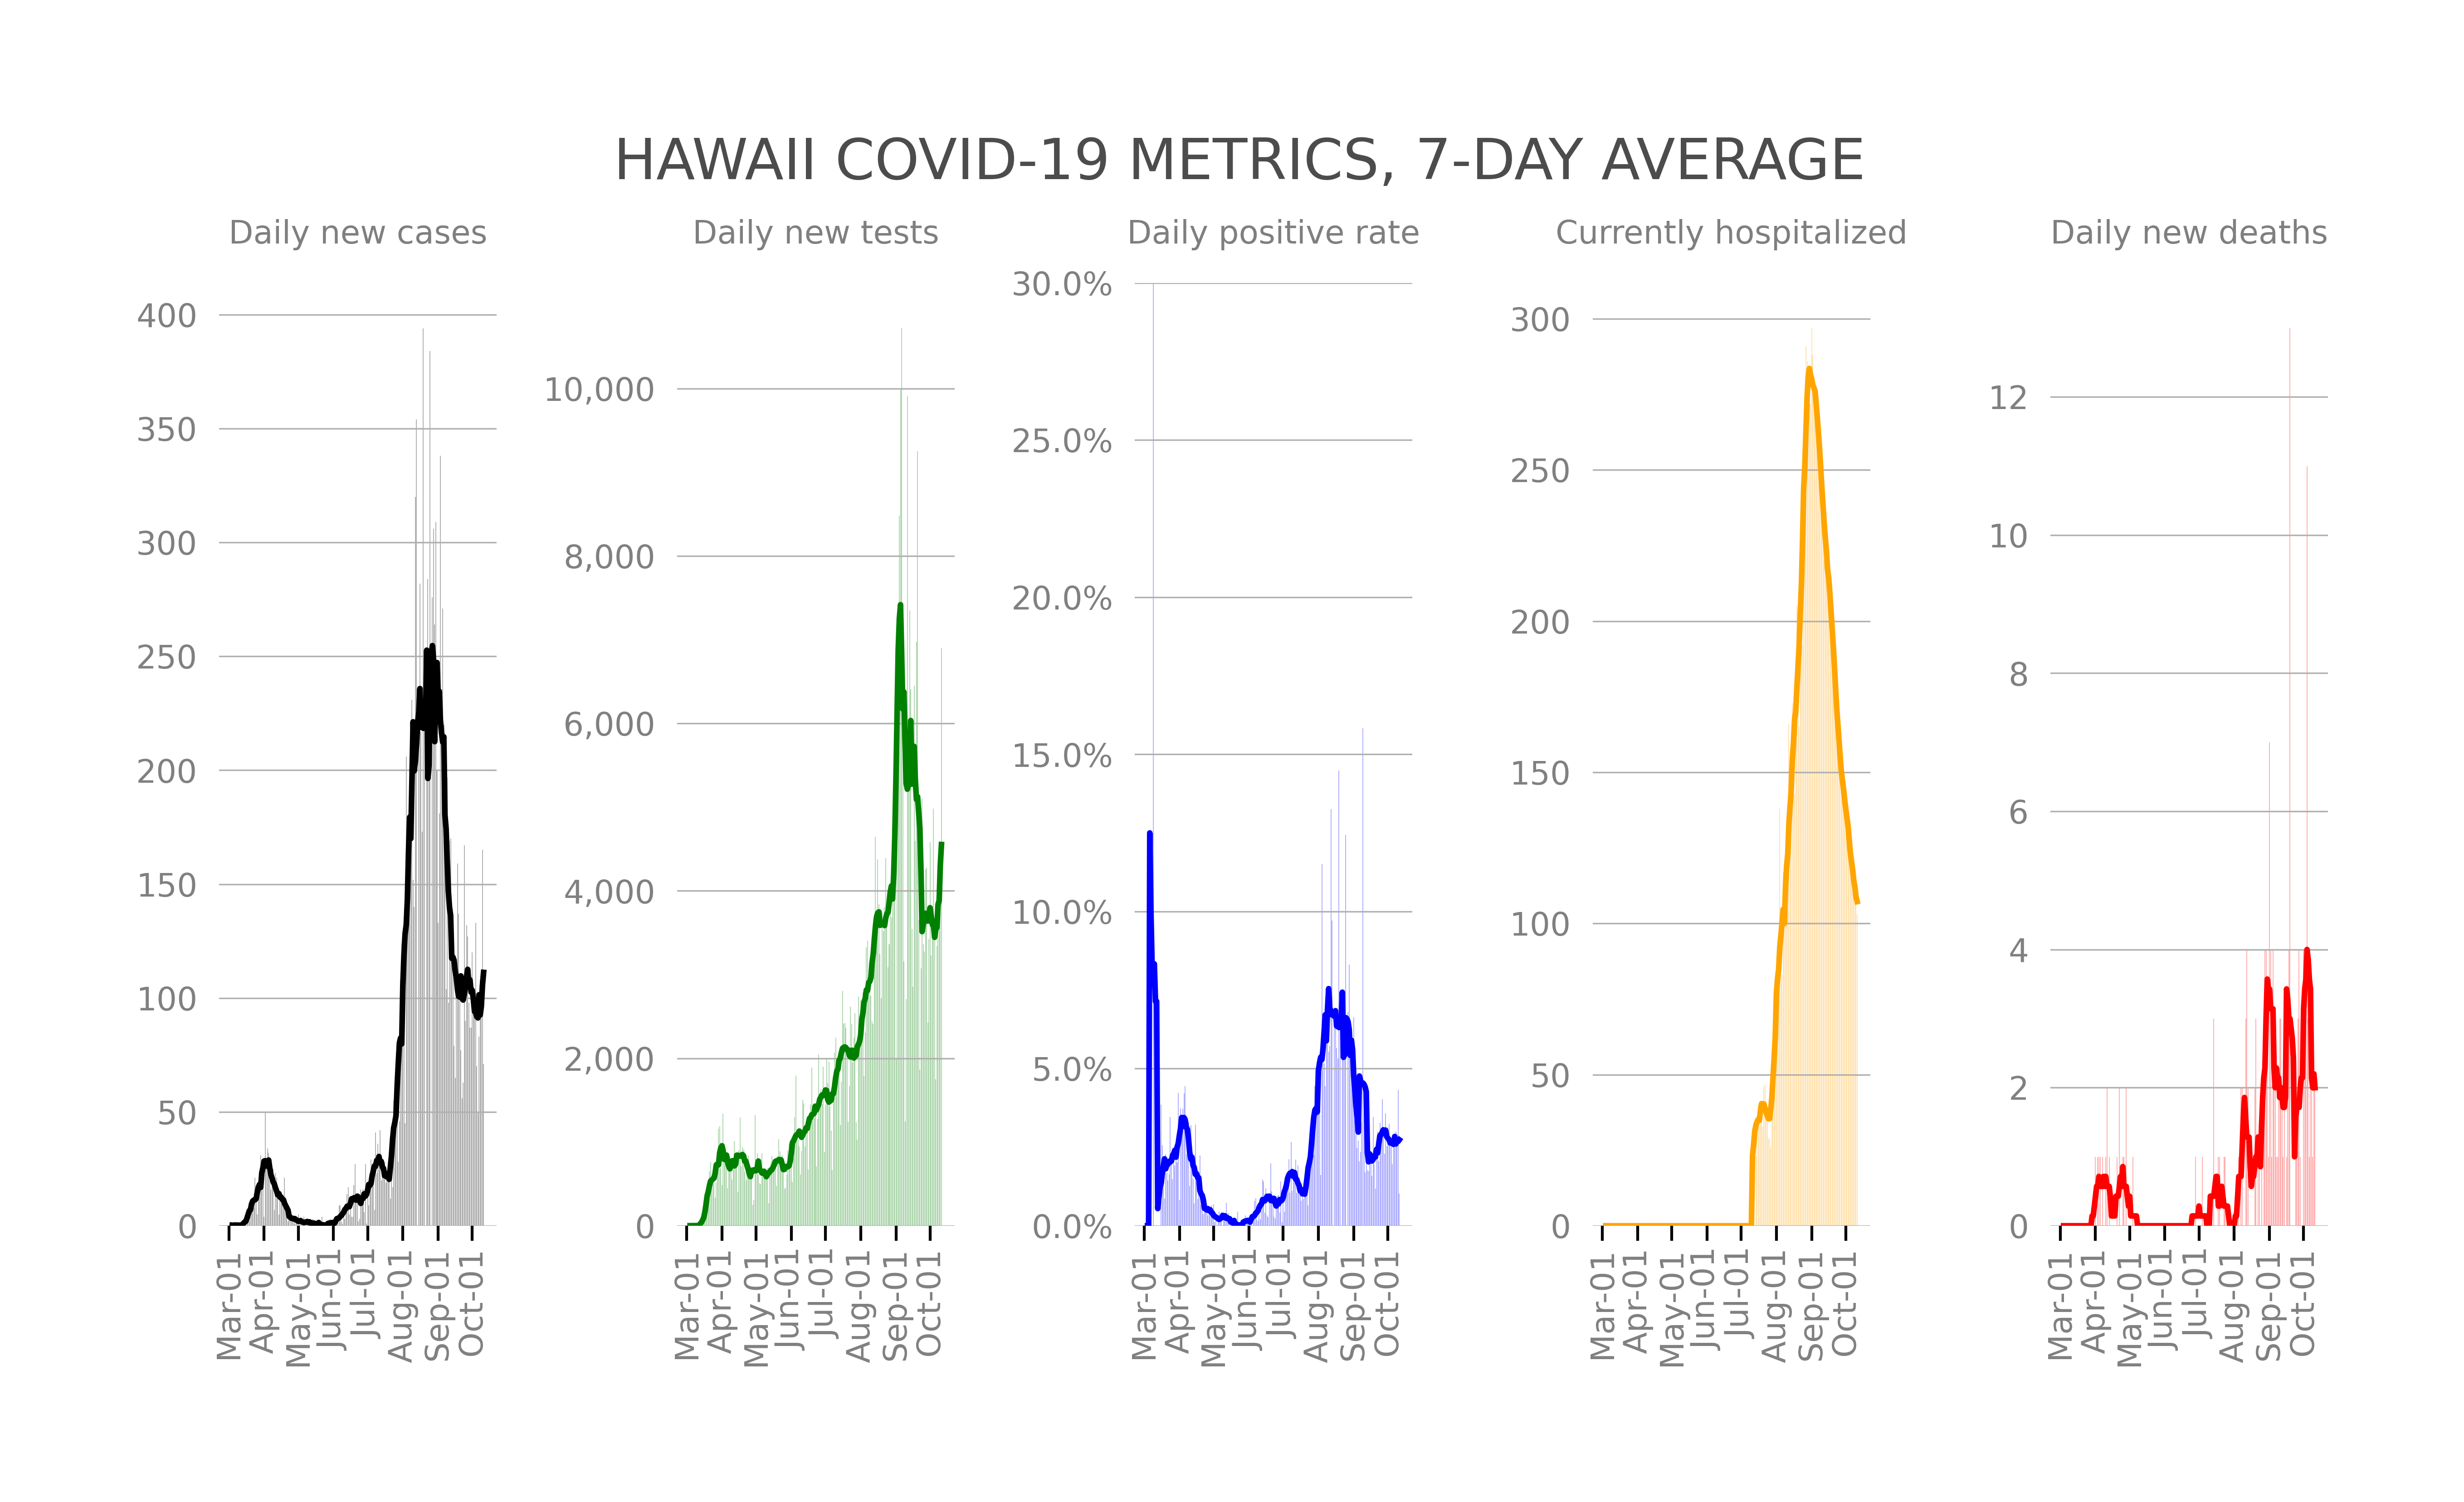 HAWAII COVID-19 METRICS, 7-DAY AVERAGE
Daily new cases
400
350
300
250
200
150
100
50
0
Mar-01
Apr-01
May-01
Jun-01
Jul-01
Aug-01
Sep-01
Oct-01
Daily new tests
10,000
8,000
6,000
4,000
2,000
0
Mar-01
Apr-01
May-01
Jun-01
Jul-01
Aug-01
Sep-01
Oct-01
Daily positive rate
30.0%
25.0%
20.0%
15.0%
10.0%
5.0%
0.0%
Mar-01
Apr-01
May-01
Jun-01
Jul-01
Aug-01
Sep-01
Oct-01
Currently hospitalized
300
250
200
150
100
50
0
Mar-01
Apr-01
May-01
Jun-01
Jul-01
Aug-01
Sep-01
Oct-01
Daily new deaths
12
10
8
6
4
2
0
Mar-01
Apr-01
May-01
Jun-01
Jul-01
Aug-01
Sep-01
Oct-01